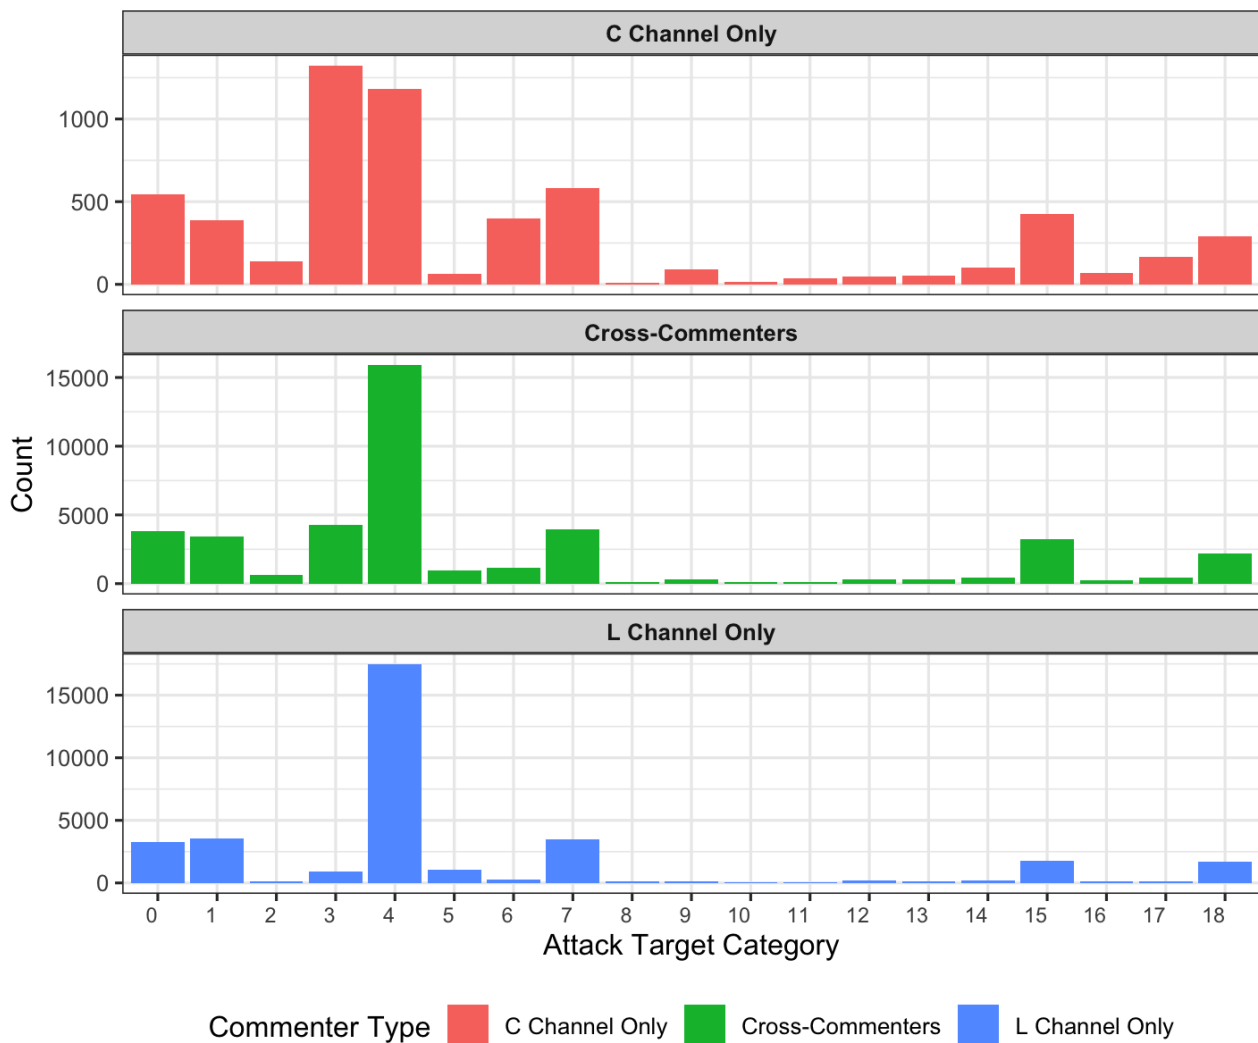 C Channel Only
1000
500
0
Cross-Commenters
15000
10000
5000
0
L Channel Only
15000
10000
5000
0
Count
0 1 2 3 4 5 6 7 8 9 10 11 12 13 14 15 16 17 18
Attack Target Category
Commenter Type C Channel Only Cross-Commenters L Channel Only